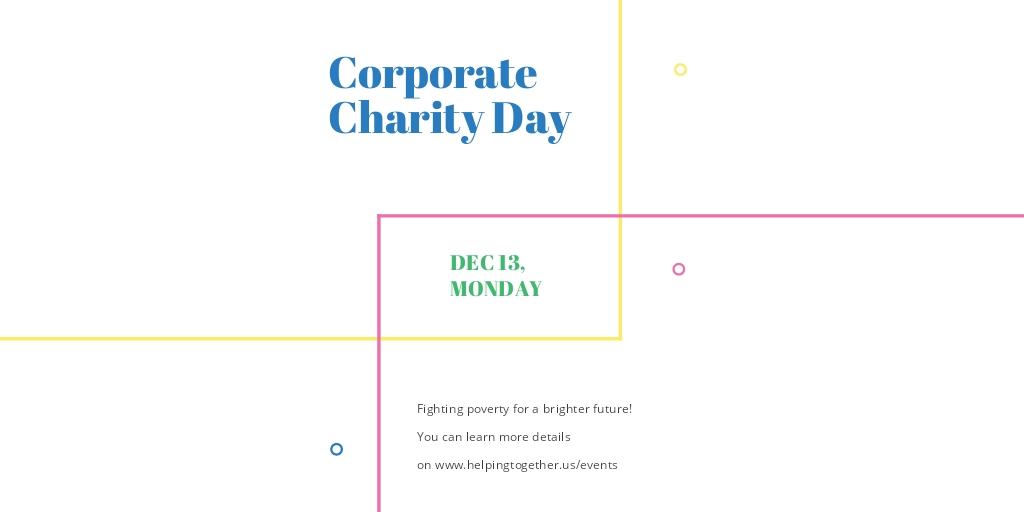 Corporate
Charity Day
DEC 13,
MONDAY
Fighting poverty for a brighter future!
You can learn more details
on www.helpingtogether.us/events